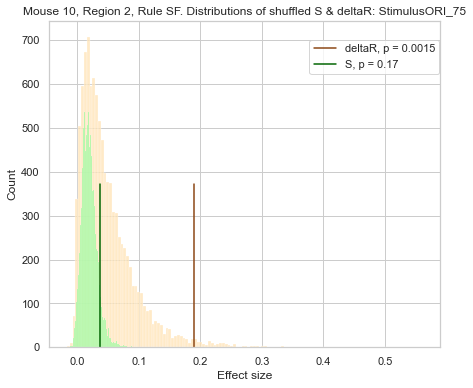 Mouse 10, Region 2, Rule SF. Distributions of shuffled S & deltaR: StimulusORI_75
deltaR, p = 0.0015
S, p = 0.17
700
600
500
400
300
200
100
0
Count
0.0 0.1 0.2 0.3 0.4 0.5
Effect size